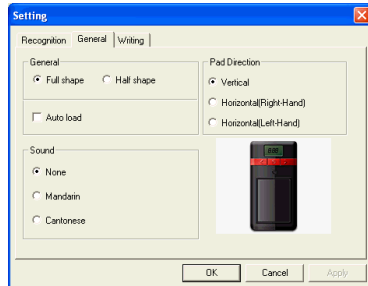 Setting
Recognition General Writing
General
Full shape Half shape
Auto load
Pad Direction
Vertical
Horizontal(Right-Hand)
Horizontal(Left-Hand)
Sound
None
Mandarin
Cantonese
OK Cancel Apply